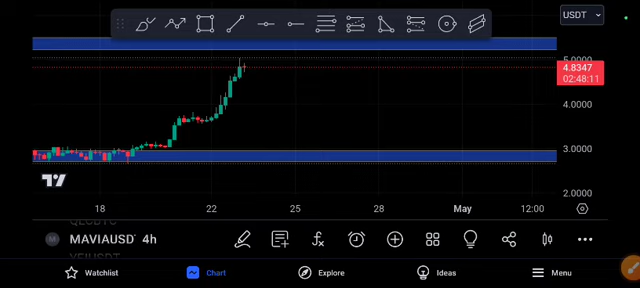 USDT
5.0000
4.8347
02:48:11
4.0000
3.0000
2.0000
18 22 25 28 May 12:00
M MAVIAUSDT 4h
Watchlist Chart Explore Ideas Menu